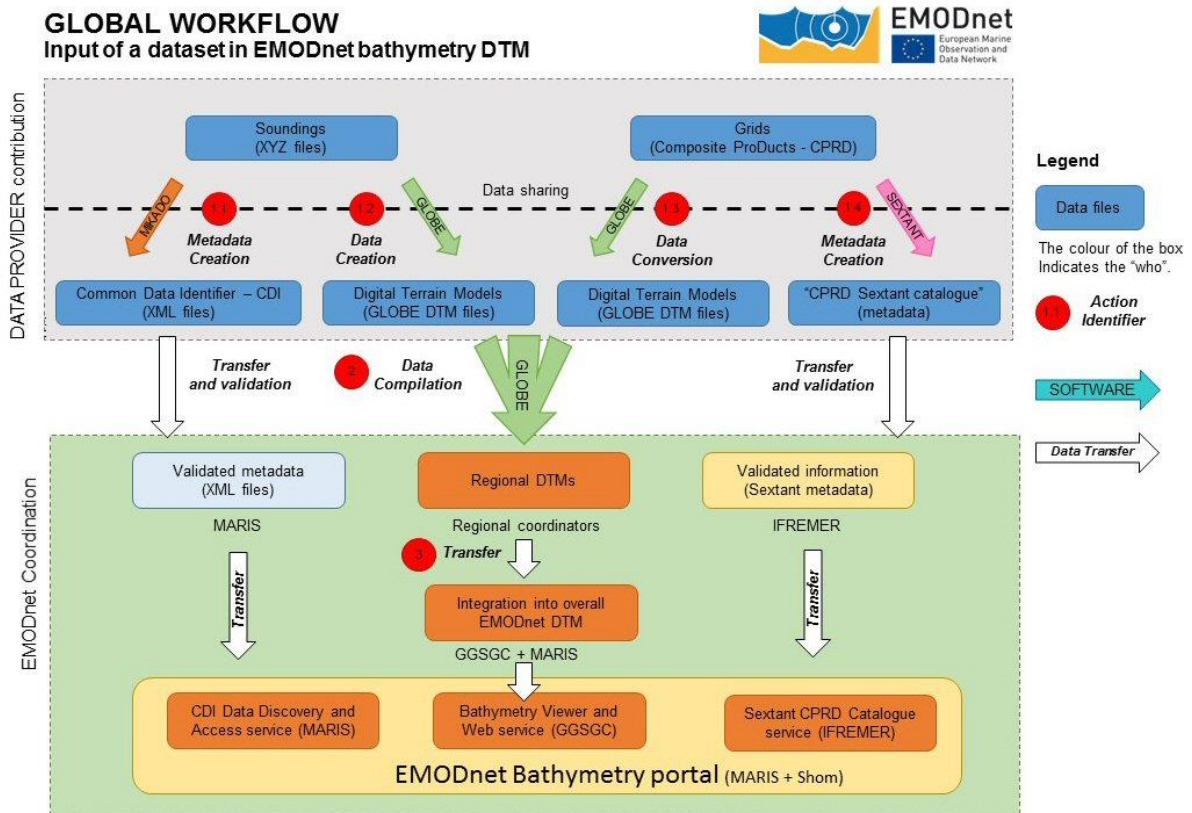 GLOBAL WORKFLOW
Input of a dataset in EMODnet bathymetry DTM
EMODnet
European Marine
Observation and
Data Network
DATA PROVIDER contribution
Soundings
(XYZ files)
Grids
(Composite ProDucts - CPRD)
Data sharing
MIKADO
1.1
Metadata
Creation
1.2
Data
Creation
GLOBE
GLOBE
1.3
Data
Conversion
1.4
Metadata
Creation
SEXTANT
Common Data Identifier – CDI
(XML files)
Digital Terrain Models
(GLOBE DTM files)
Digital Terrain Models
(GLOBE DTM files)
“CPRD Sextant catalogue”
(metadata)
Transfer
and validation
2
Data
Compilation
GLOBE
Transfer
and validation
EMODnet Coordination
Validated metadata
(XML files)
MARIS
Regional DTMs
Regional coordinators
Validated information
(Sextant metadata)
IFREMER
Transfer
3
Transfer
Transfer
Integration into overall
EMODnet DTM
GGSGC + MARIS
CDI Data Discovery and
Access service (MARIS)
Bathymetry Viewer and
Web service (GGSGC)
Sextant CPRD Catalogue
service (IFREMER)
EMODnet Bathymetry portal (MARIS + Shom)
Legend
Data files
The colour of the box
Indicates the “who”.
1.1
Action
Identifier
SOFTWARE
Data Transfer